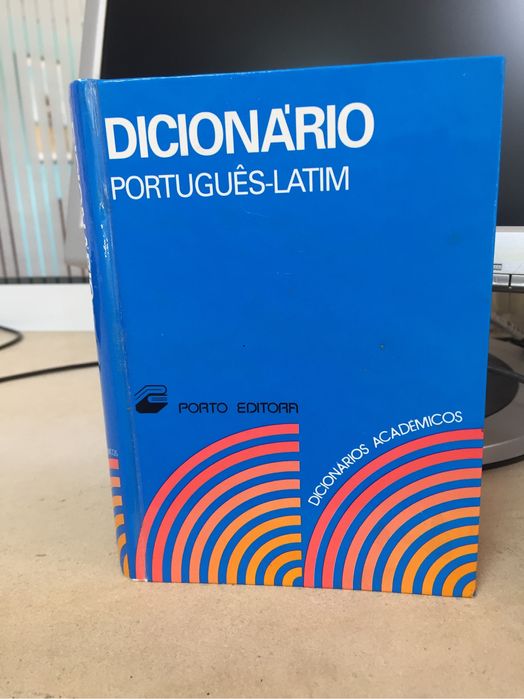 DICIONÁRIO
PORTUGUÊS-LATIM
PORTO EDITORA
DICIONÁRIOS ACADÉMICOS